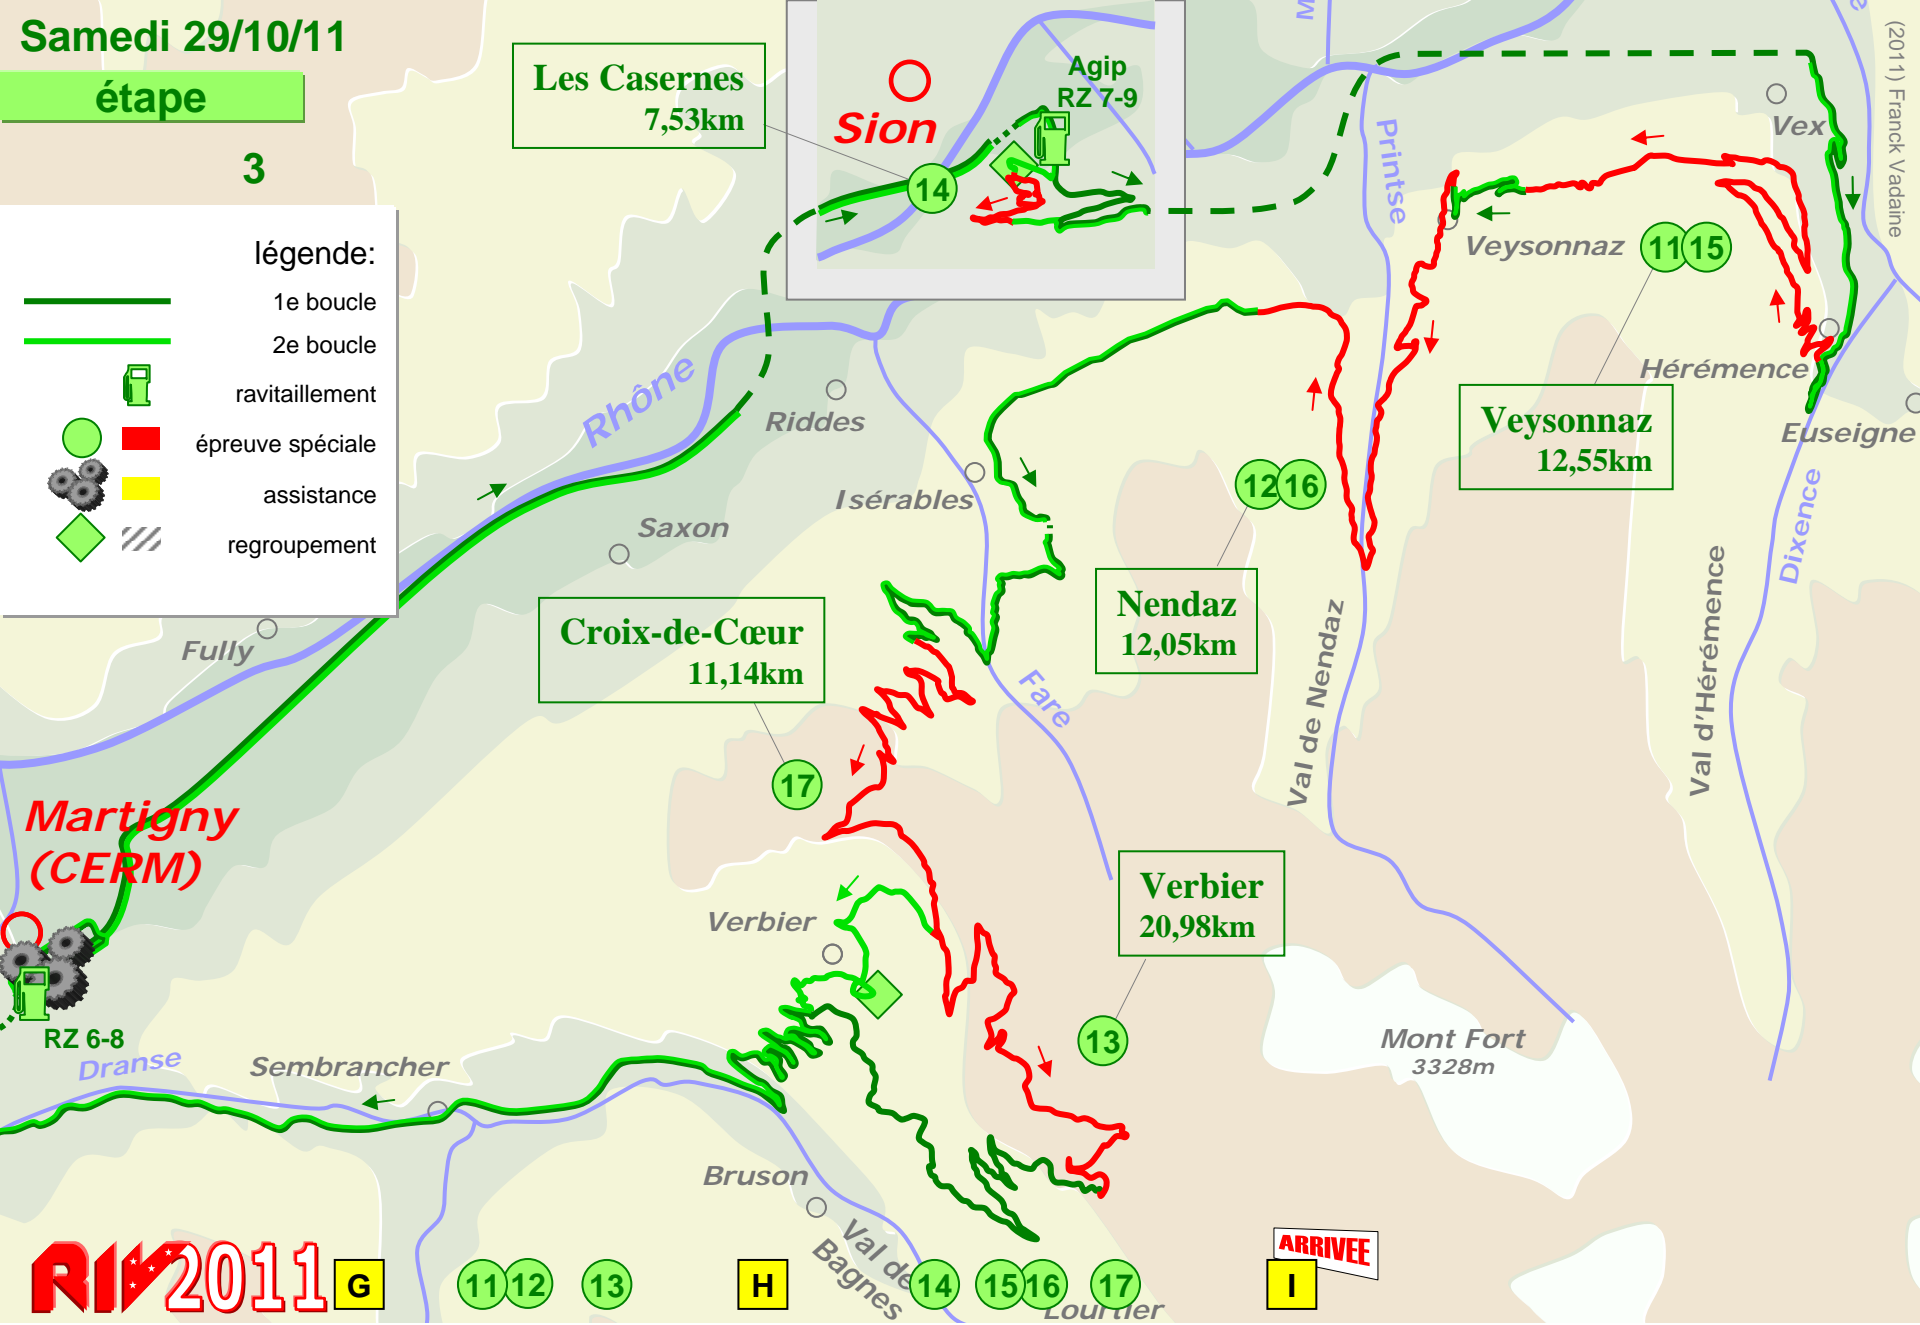 Samedi 29/10/11
étape
3
légende:
1e boucle
2e boucle
ravitaillement
épreuve spéciale
assistance
regroupement
Les Casernes
7,53km
Sion
Agip
RZ 7-9
14
Printse
Vex
(2011) Franck Vadaine
Veysonnaz
11 15
Hérémence
Veysonnaz
12,55km
Euseigne
Rhône
Riddes
Isérables
12 16
Saxon
Dixence
Fully
Croix-de-Cœur
11,14km
Nendaz
12,05km
Fare
Val de Nendaz
Val d'Hérémence
17
Martigny
(CERM)
Verbier
Verbier
20,98km
13
Mont Fort
3328m
RZ 6-8
Dranse
Sembrancher
Bruson
Val de
Bagnes
Lourtier
RIV 2011
G 11 12 13 H 14 15 16 17 I
ARRIVEE